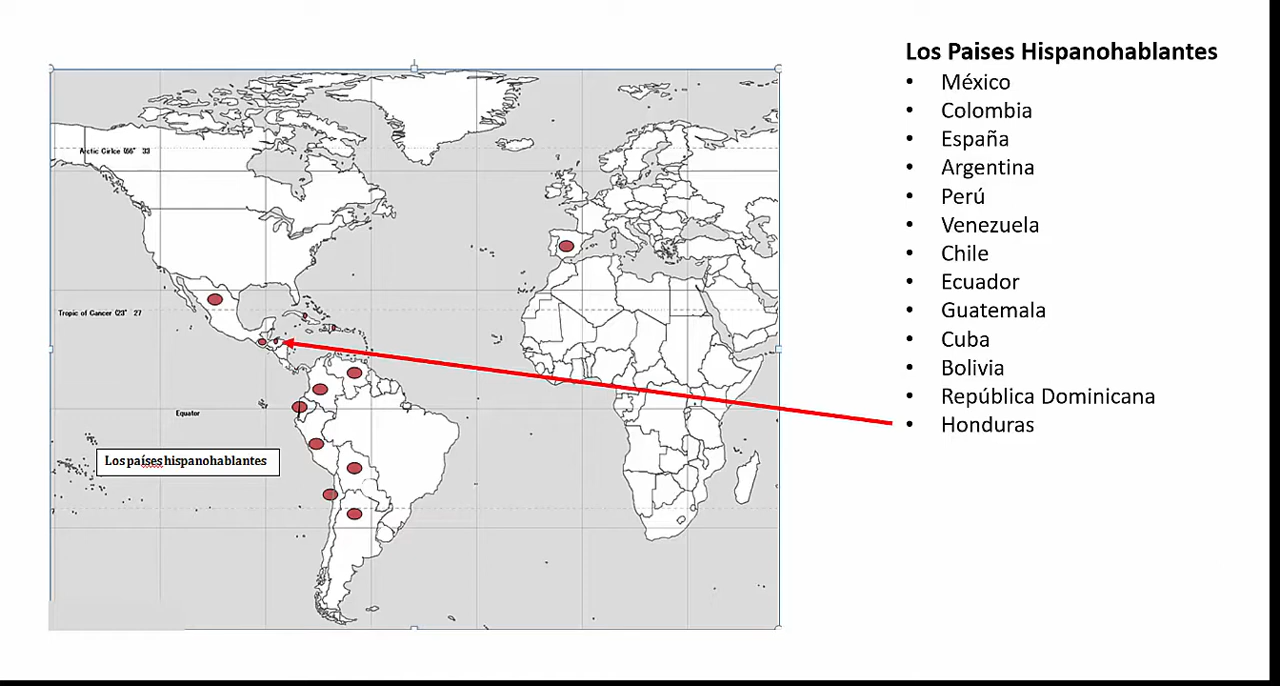 Los Paises Hispanohablantes
• México
• Colombia
• España
• Argentina
• Perú
• Venezuela
• Chile
• Ecuador
• Guatemala
• Cuba
• Bolivia
• República Dominicana
• Honduras
Arctic Cirlce (66° 33
Tropic of Cancer (23° 27
Equator
Los países hispanohablantes